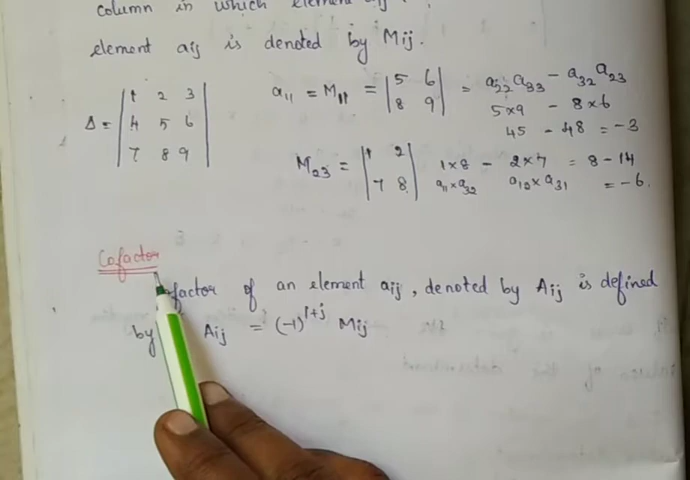 column in which element aij
element aij is denoted by Mij.
Δ = | 1 2 3 |
| 4 5 6 |
| 7 8 9 |
a11 = M11 = | 5 6 | = a22 a33 - a32 a23
| 8 9 | 5×9 - 8×6
45 - 48 = -3
M23 = | 1 2 | 1×8 - 2×7 = 8-14
| 7 8 | a11×a32 a12×a31 = -6.
Cofactor
of an element aij, denoted by Aij is defined
by Aij = (-1)^i+j Mij